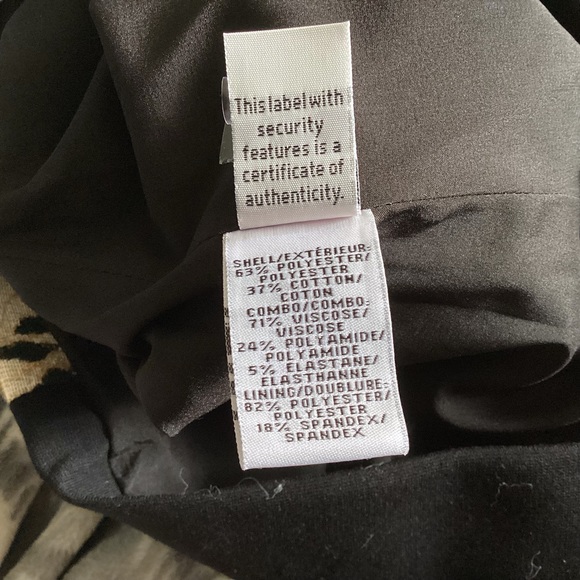 This label with
security
features is a
certificate of
authenticity.
SHELL/EXTÉRIEUR:
63% POLYESTER/
POLYESTER
37% COTTON/
COTON
COMBO/COMBO:
71% VISCOSE/
VISCOSE
24% POLYAMIDE/
POLYAMIDE
5% ELASTANE/
ELASTHANNE
LINING/DOUBLURE:
82% POLYESTER/
POLYESTER
18% SPANDEX/
SPANDEX